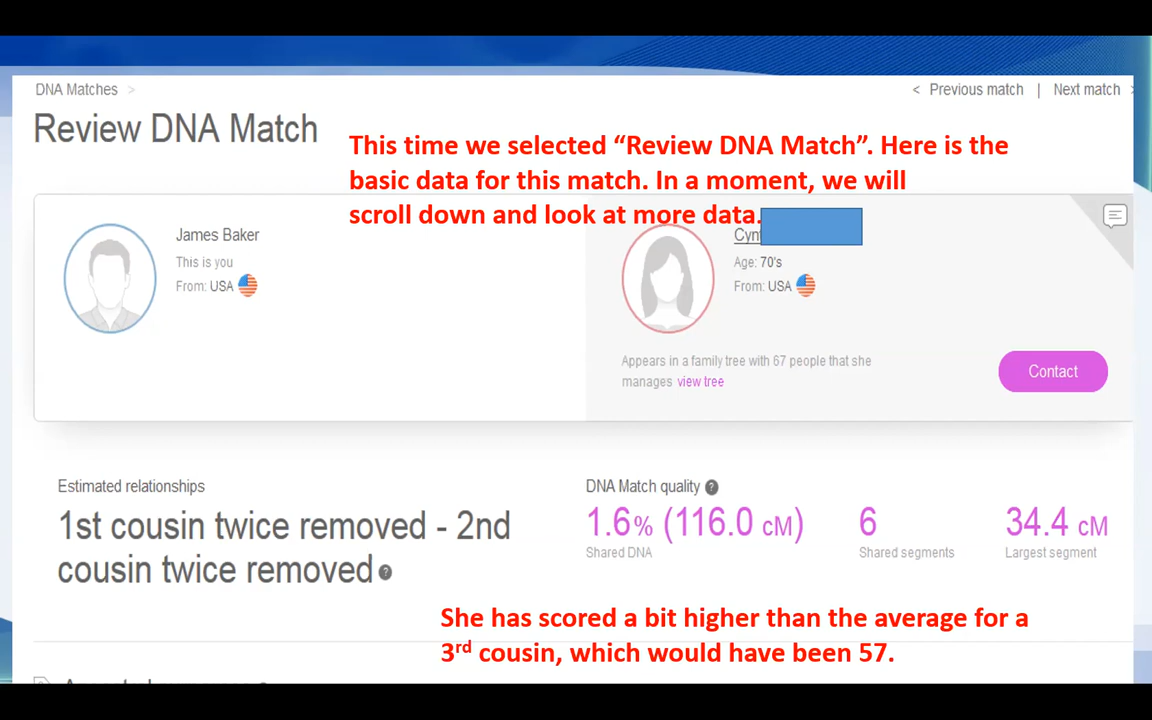 DNA Matches >
< Previous match | Next match >
Review DNA Match
This time we selected “Review DNA Match”. Here is the
basic data for this match. In a moment, we will
scroll down and look at more data.
James Baker
This is you
From: USA
Age: 70's
From: USA
Appears in a family tree with 67 people that she
manages view tree
Contact
Estimated relationships
1st cousin twice removed - 2nd
cousin twice removed ?
DNA Match quality ?
1.6% (116.0 cM)
Shared DNA
6
Shared segments
34.4 cM
Largest segment
She has scored a bit higher than the average for a
3rd cousin, which would have been 57.